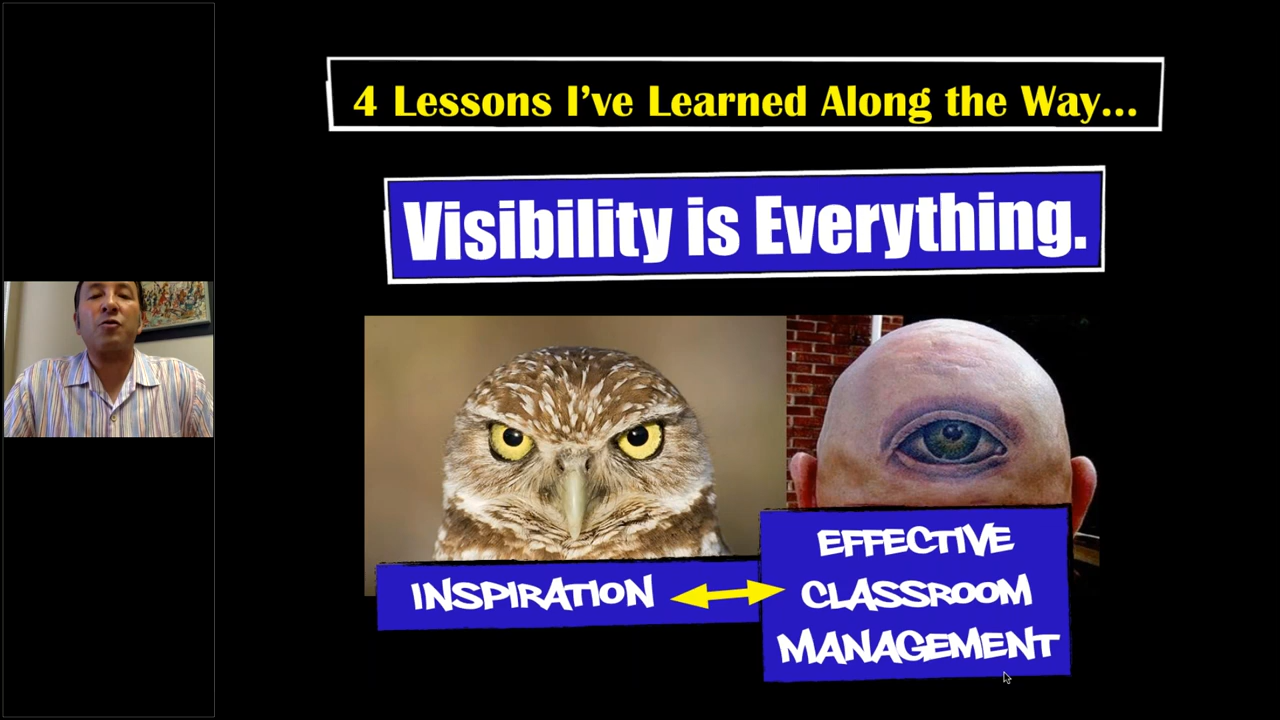 4 Lessons I've Learned Along the Way...
Visibility is Everything.
INSPIRATION
EFFECTIVE
CLASSROOM
MANAGEMENT